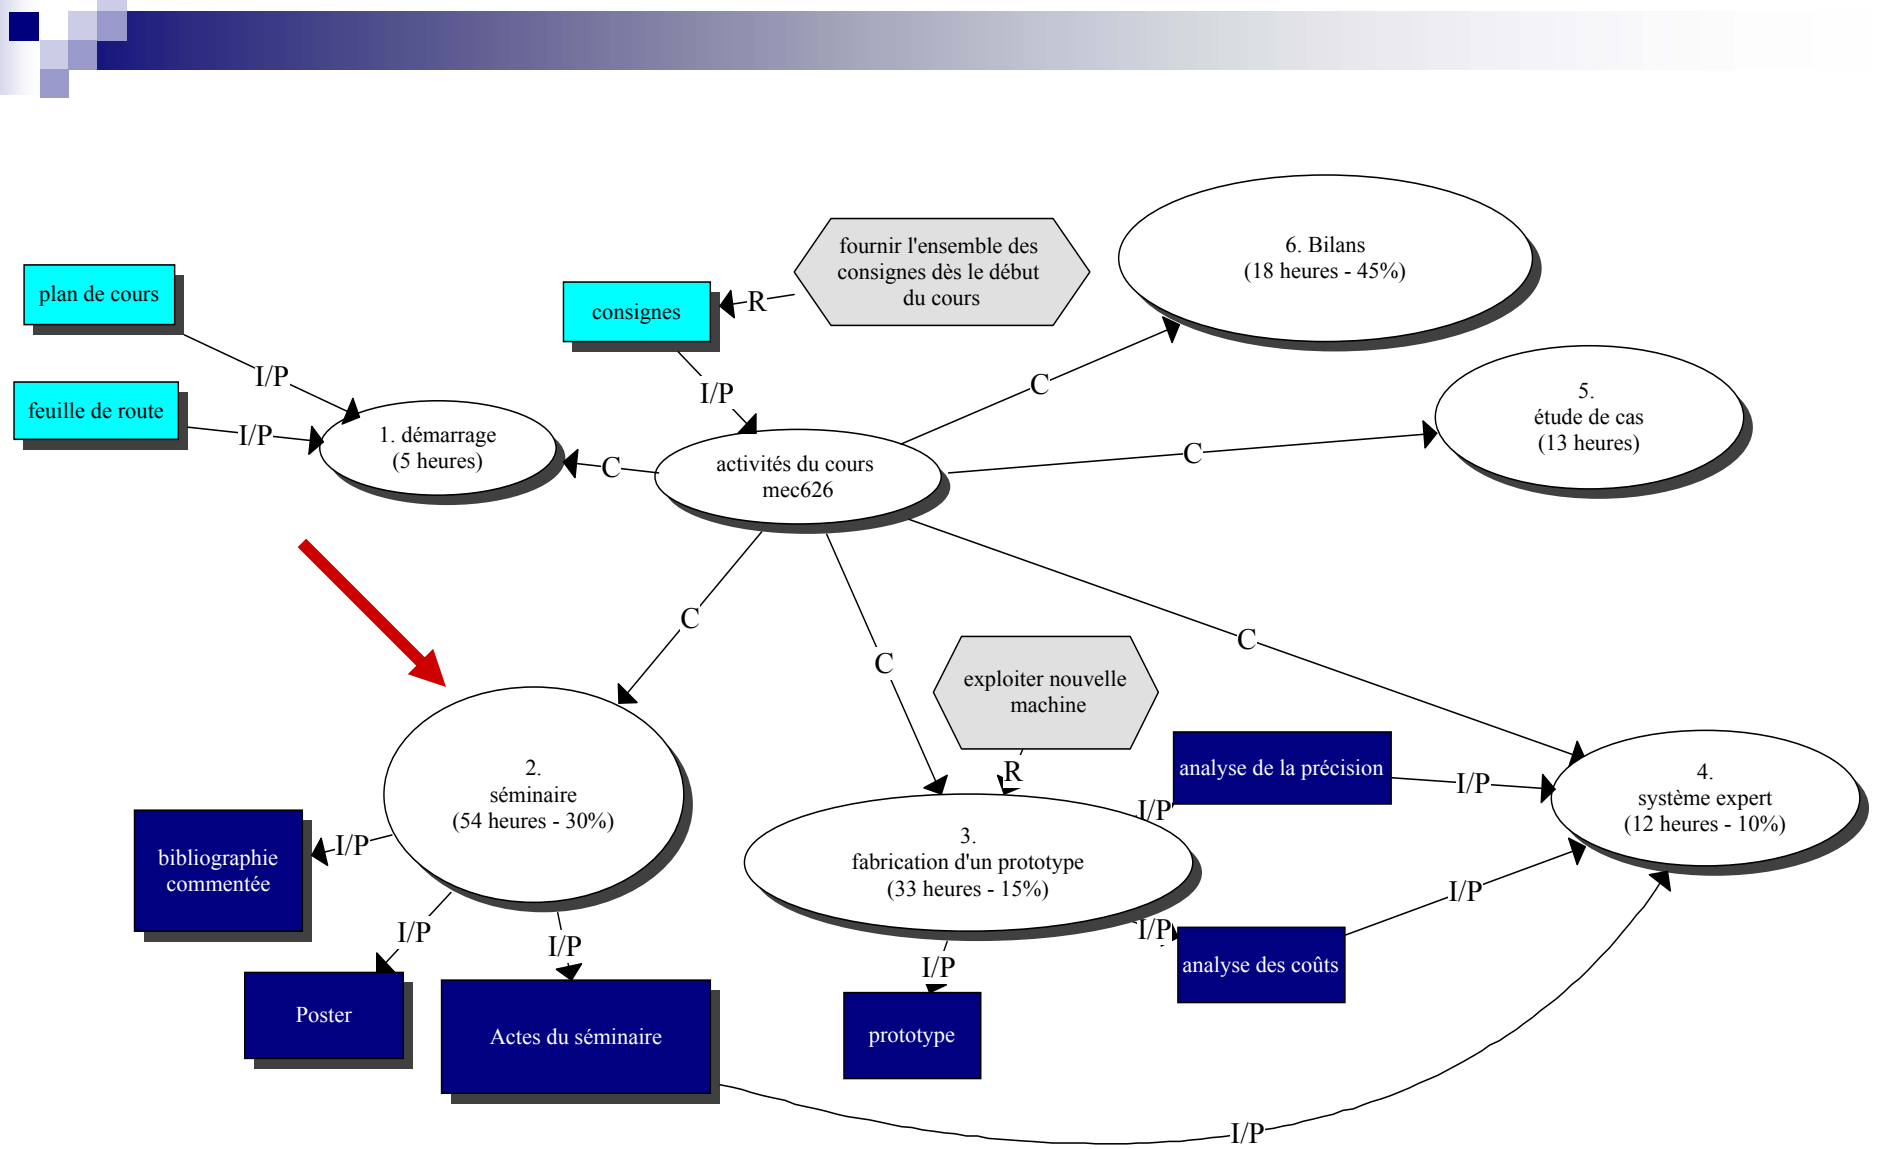 fournir l'ensemble des
consignes dès le début
du cours
6. Bilans
(18 heures - 45%)
plan de cours
consignes
R
I/P
I/P
C
feuille de route
I/P
1. démarrage
(5 heures)
C
activités du cours
mec626
C
5.
étude de cas
(13 heures)
C
C
C
exploiter nouvelle
machine
R
2.
séminaire
(54 heures - 30%)
I/P
bibliographie
commentée
I/P
Poster
I/P
Actes du séminaire
3.
fabrication d'un prototype
(33 heures - 15%)
I/P
analyse de la précision
I/P
I/P
analyse des coûts
I/P
I/P
prototype
4.
système expert
(12 heures - 10%)
I/P